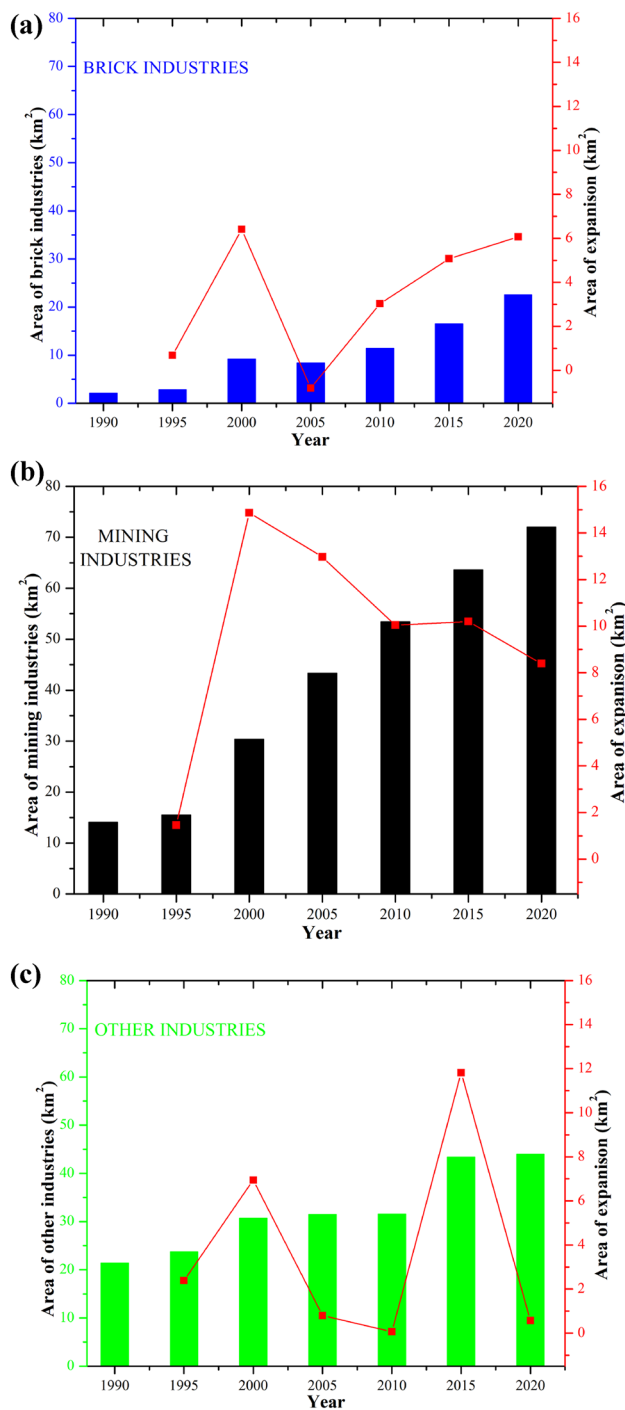 (a)
BRICK INDUSTRIES
Area of brick industries (km²)
80
70
60
50
40
30
20
10
0
Area of expanison (km²)
16
14
12
10
8
6
4
2
0
1990 1995 2000 2005 2010 2015 2020
Year
(b)
MINING
INDUSTRIES
Area of mining industries (km²)
80
70
60
50
40
30
20
10
0
Area of expanison (km²)
16
14
12
10
8
6
4
2
0
1990 1995 2000 2005 2010 2015 2020
Year
(c)
OTHER INDUSTRIES
Area of other industries (km²)
80
70
60
50
40
30
20
10
0
Area of expanison (km²)
16
14
12
10
8
6
4
2
0
1990 1995 2000 2005 2010 2015 2020
Year